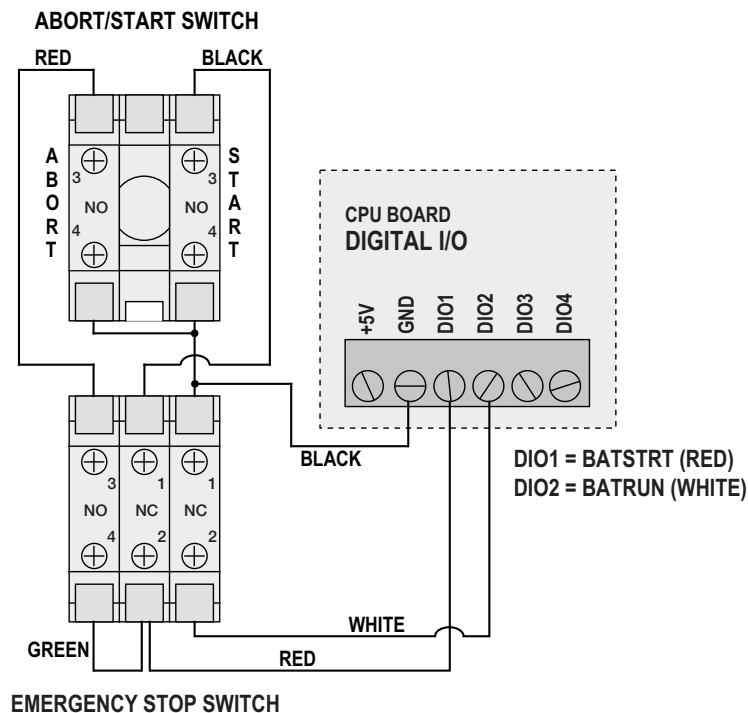 ABORT/START SWITCH
RED
BLACK
ABORT
START
3
3
NO
NO
4
4
CPU BOARD
DIGITAL I/O
+5V
GND
DIO1
DIO2
DIO3
DIO4
BLACK
DIO1 = BATSTRT (RED)
DIO2 = BATRUN (WHITE)
3
1
1
NO
NC
NC
4
2
2
WHITE
GREEN
RED
EMERGENCY STOP SWITCH